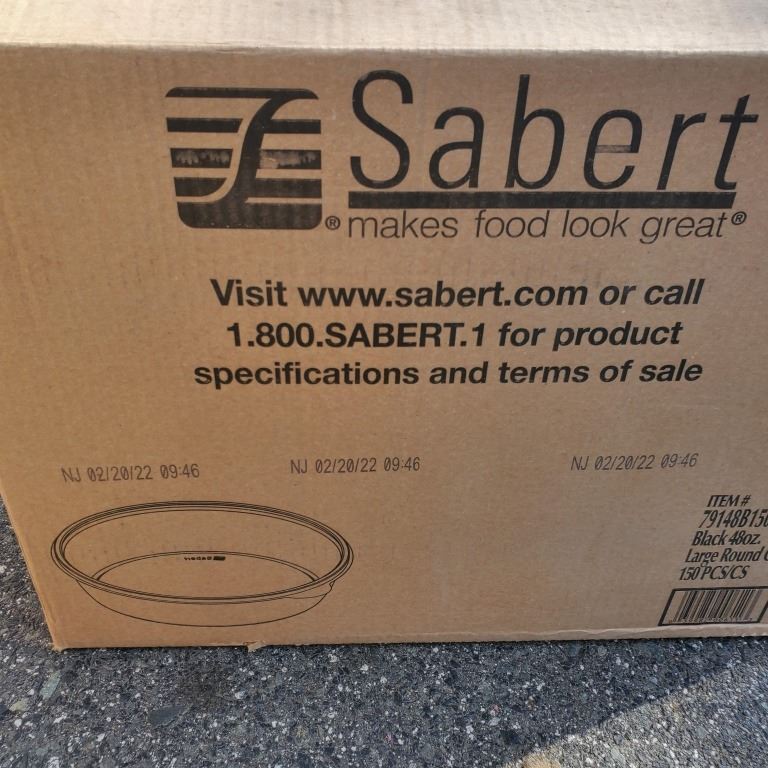 Sabert
® makes food look great®
Visit www.sabert.com or call
1.800.SABERT.1 for product
specifications and terms of sale
NJ 02/20/22 09:46 NJ 02/20/22 09:46 NJ 02/20/22 09:46
ITEM #
79148B150
Black 48oz.
Large Round
150 PCS/CS